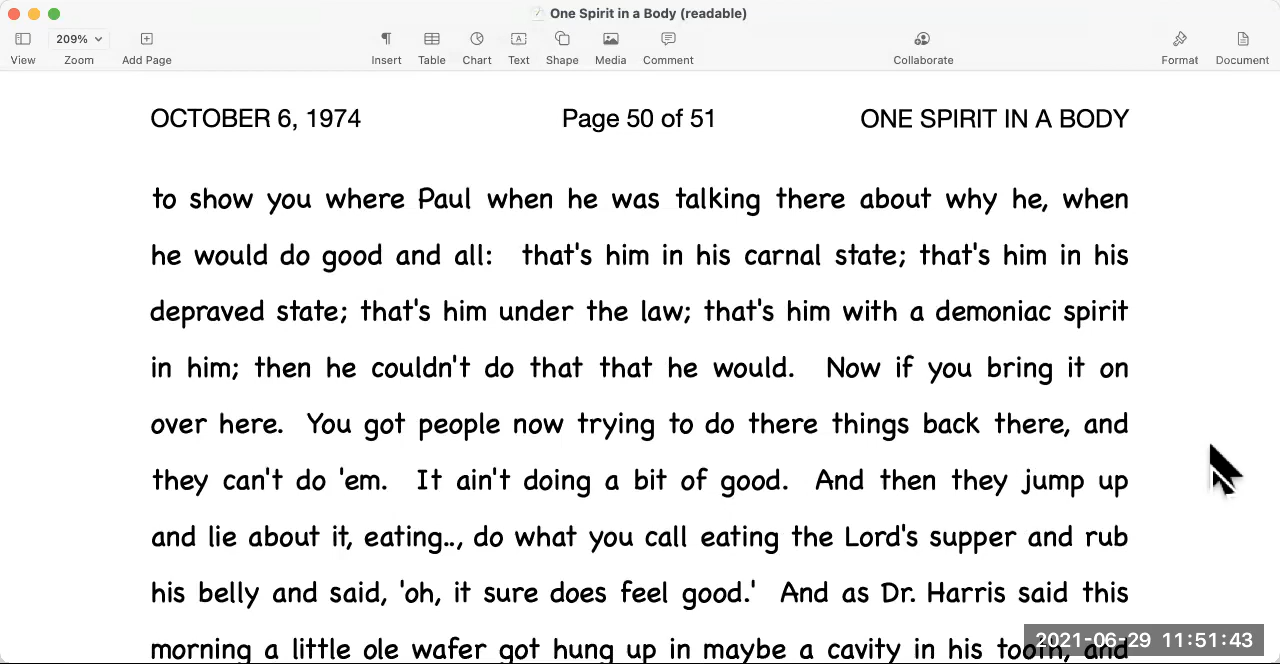 One Spirit in a Body (readable)
209%
View Zoom Add Page Insert Table Chart Text Shape Media Comment Collaborate Format Document
OCTOBER 6, 1974 Page 50 of 51 ONE SPIRIT IN A BODY
to show you where Paul when he was talking there about why he, when
he would do good and all: that's him in his carnal state; that's him in his
depraved state; that's him under the law; that's him with a demoniac spirit
in him; then he couldn't do that that he would. Now if you bring it on
over here. You got people now trying to do there things back there, and
they can't do 'em. It ain't doing a bit of good. And then they jump up
and lie about it, eating.., do what you call eating the Lord's supper and rub
his belly and said, 'oh, it sure does feel good.' And as Dr. Harris said this
morning a little ole wafer got hung up in maybe a cavity in his tooth, and
2021-06-29 11:51:43